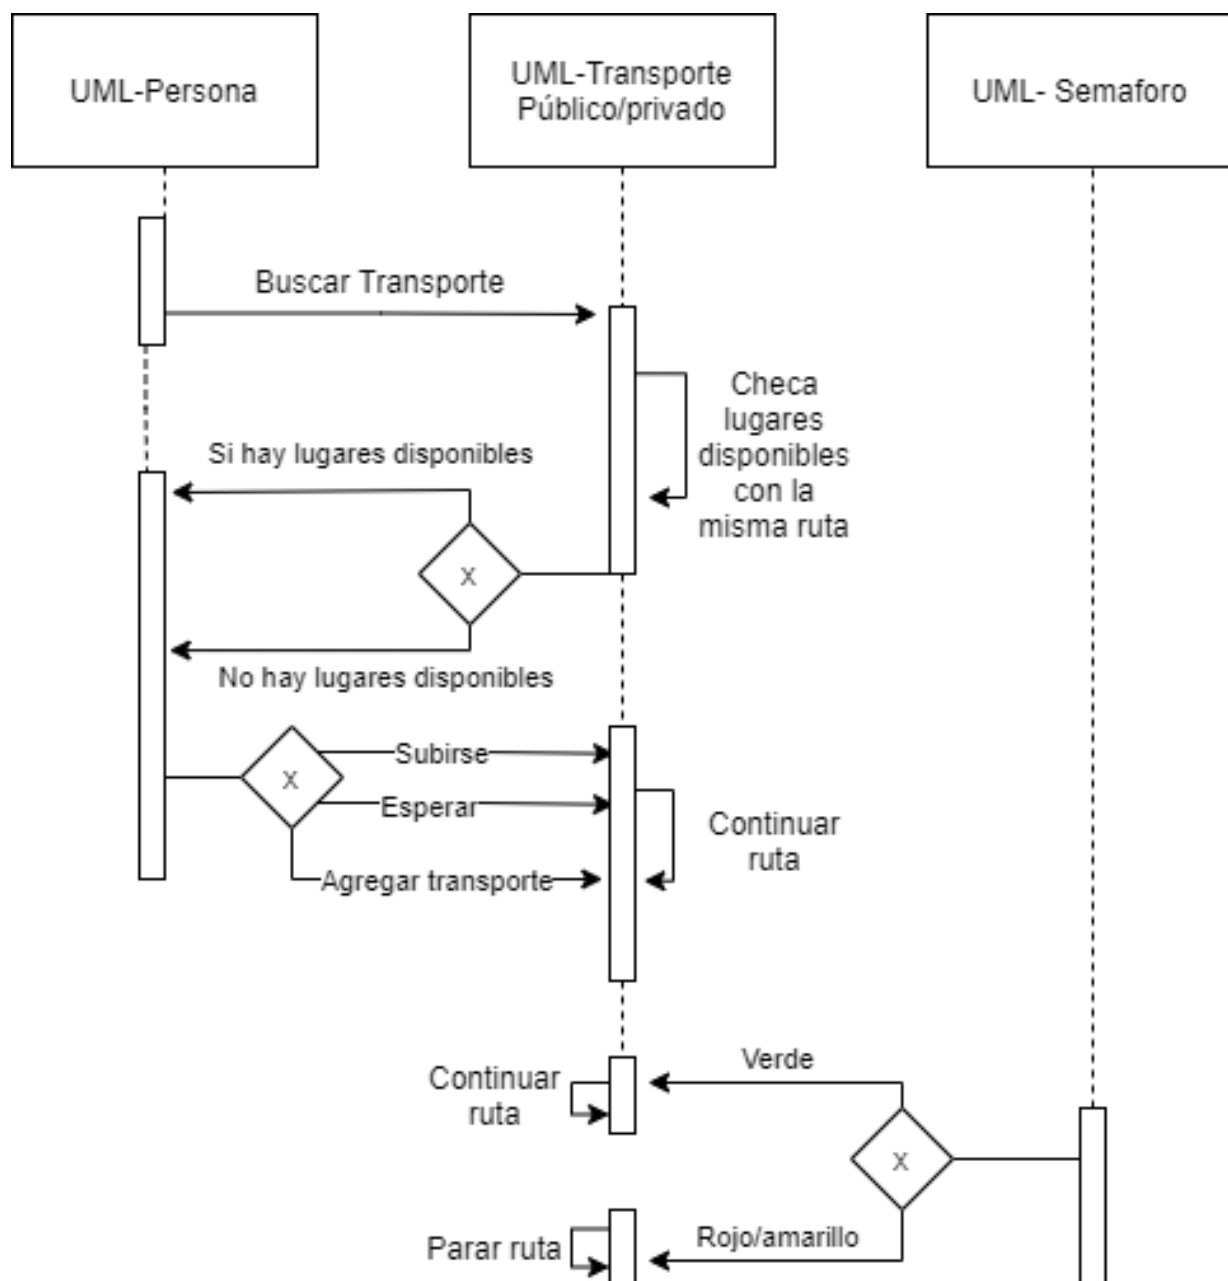 UML-Persona
UML-Transporte
Público/privado
UML- Semaforo
Buscar Transporte
Checa
lugares
disponibles
con la
misma ruta
Si hay lugares disponibles
X
No hay lugares disponibles
X
Subirse
Esperar
Agregar transporte
Continuar
ruta
Continuar
ruta
Verde
X
Parar ruta
Rojo/amarillo